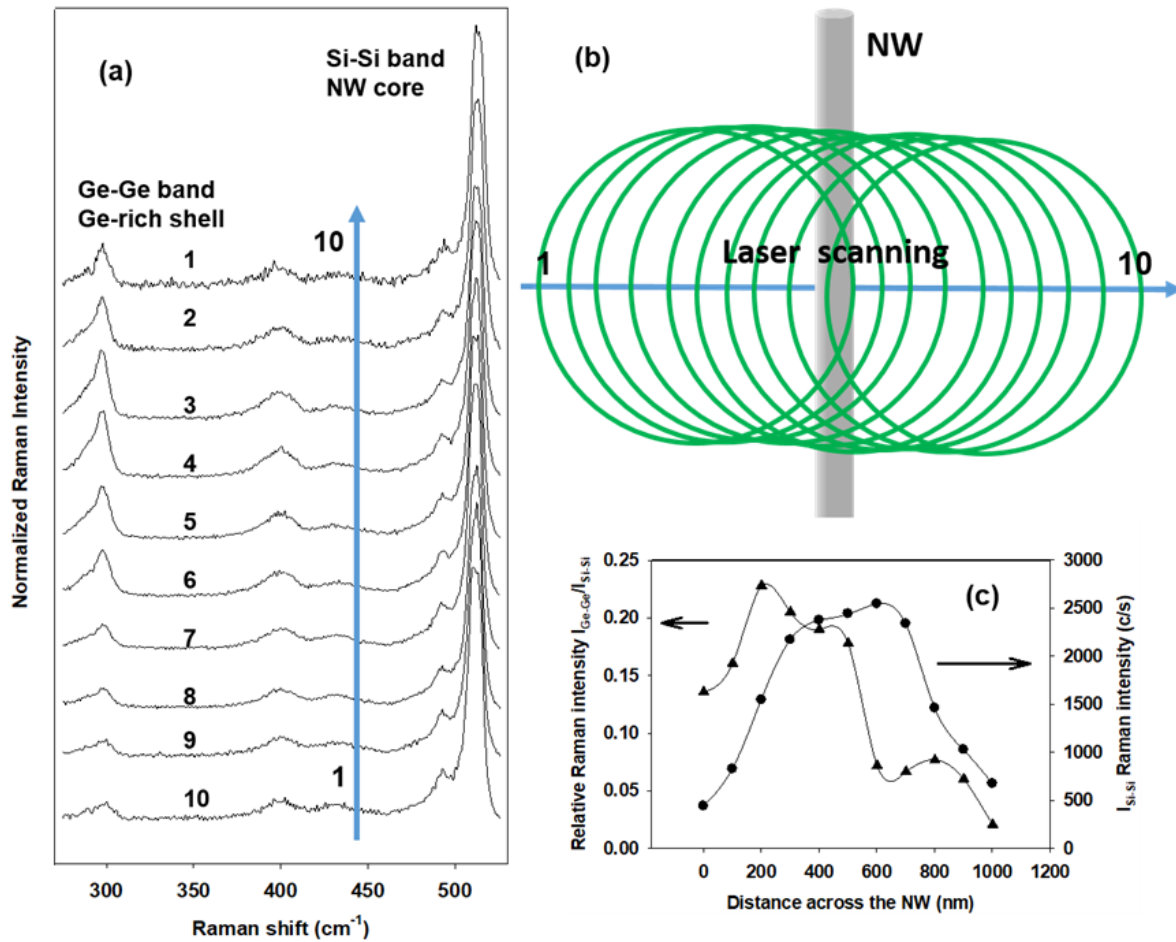 (a)
Si-Si band
NW core
Ge-Ge band
Ge-rich shell
10
1
2
3
4
5
6
7
8
9
10
1
Normalized Raman Intensity
300 350 400 450 500
Raman shift (cm⁻¹)
(b)
NW
Laser scanning
1
10
(c)
0.25
0.20
0.15
0.10
0.05
0.00
Relative Raman intensity I_Ge-Ge/I_Si-Si
3000
2500
2000
1500
1000
500
0
I_Si-Si Raman intensity (c/s)
0 200 400 600 800 1000 1200
Distance across the NW (nm)